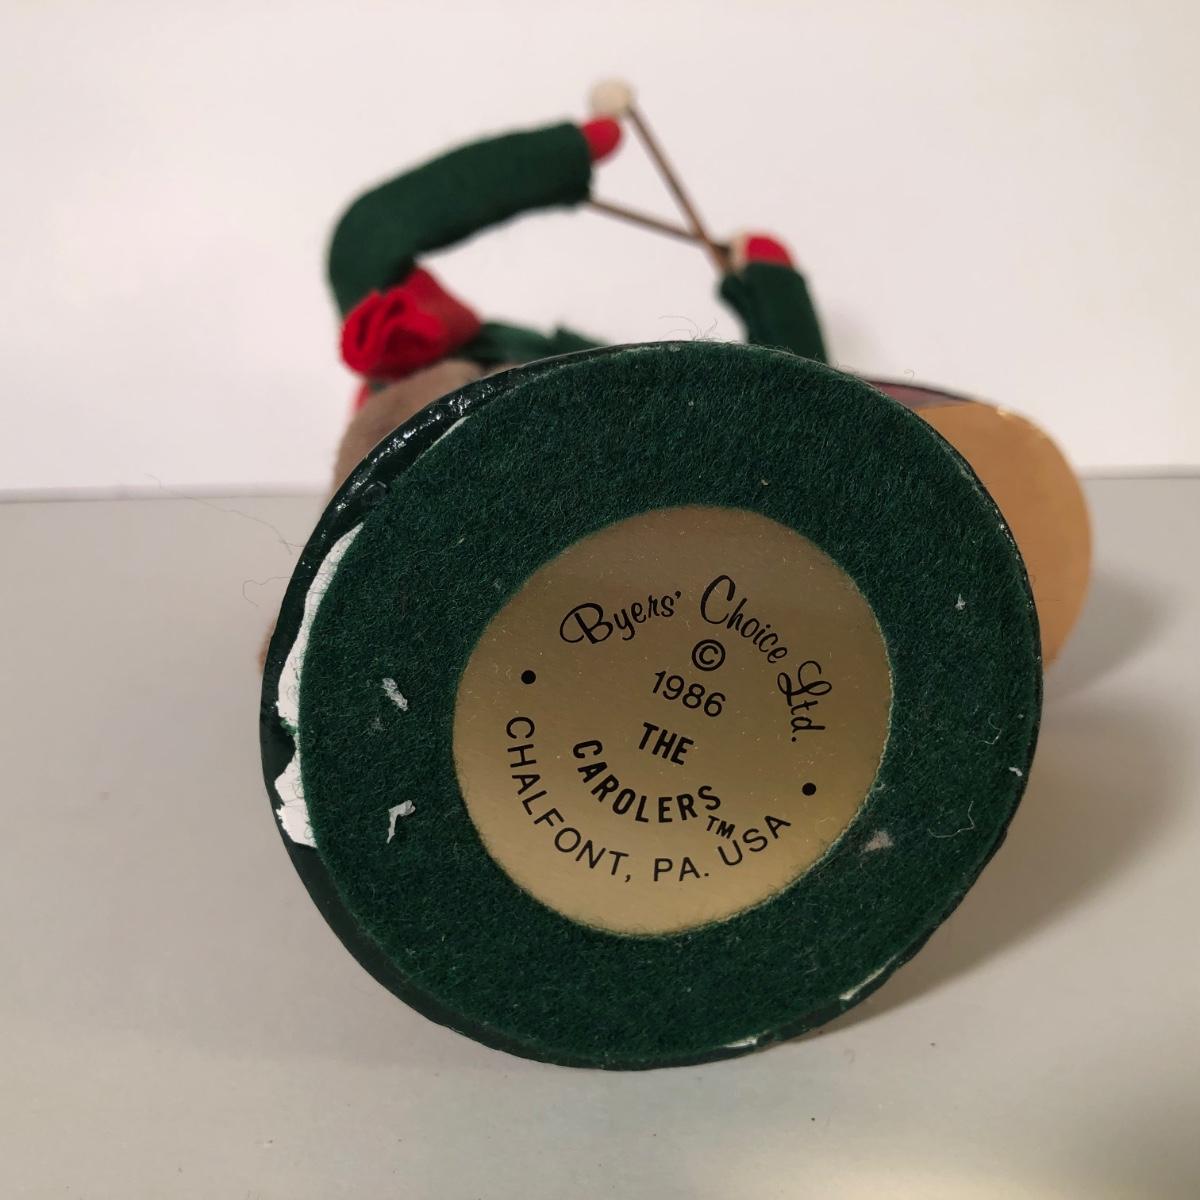 Byers' Choice Ltd.
©
1986
THE
CAROLERS™
CHALFONT, PA. USA